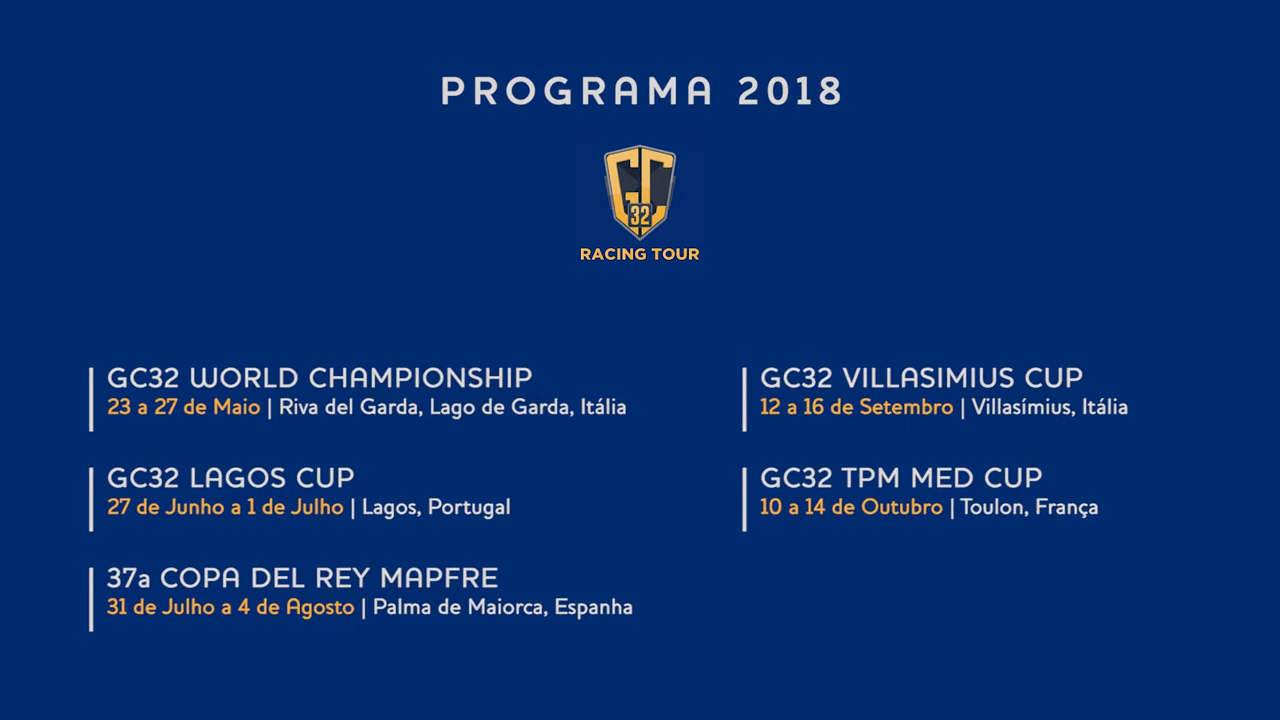 PROGRAMA 2018
GC
32
RACING TOUR
GC32 WORLD CHAMPIONSHIP
23 a 27 de Maio | Riva del Garda, Lago de Garda, Itália
GC32 LAGOS CUP
27 de Junho a 1 de Julho | Lagos, Portugal
37a COPA DEL REY MAPFRE
31 de Julho a 4 de Agosto | Palma de Maiorca, Espanha
GC32 VILLASIMIUS CUP
12 a 16 de Setembro | Villasímius, Itália
GC32 TPM MED CUP
10 a 14 de Outubro | Toulon, França